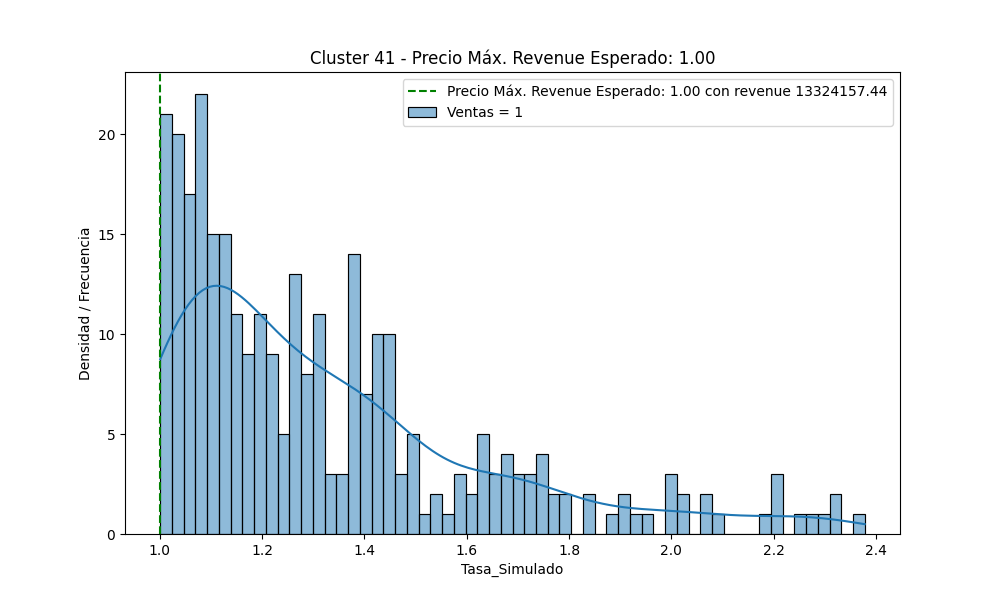 Cluster 41 - Precio Máx. Revenue Esperado: 1.00
Precio Máx. Revenue Esperado: 1.00 con revenue 13324157.44
Ventas = 1
Densidad / Frecuencia
20
15
10
5
0
1.0 1.2 1.4 1.6 1.8 2.0 2.2 2.4
Tasa_Simulado